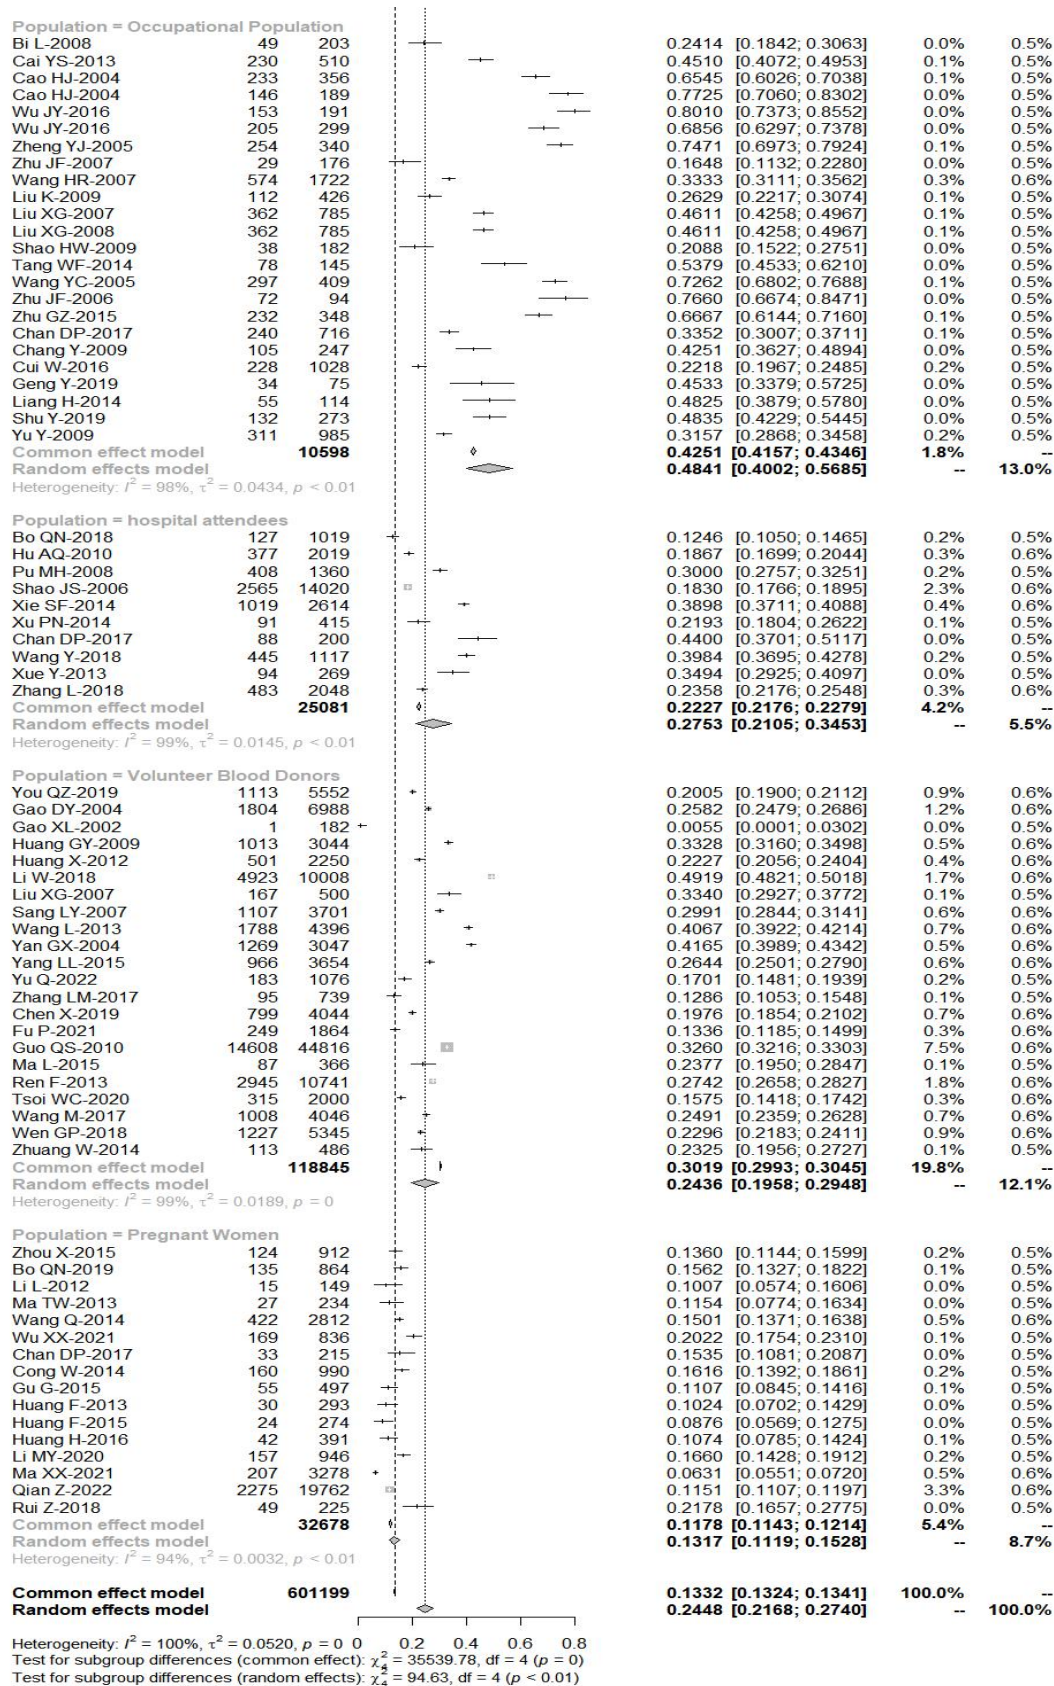 Population = Occupational Population
Bi L-2008 49 203 0.2414 [0.1842; 0.3063] 0.0% 0.5%
Cai YS-2013 230 510 0.4510 [0.4072; 0.4953] 0.1% 0.5%
Cao HJ-2004 233 356 0.6545 [0.6026; 0.7038] 0.1% 0.5%
Cao HJ-2004 146 189 0.7725 [0.7060; 0.8302] 0.0% 0.5%
Wu JY-2016 153 191 0.8010 [0.7373; 0.8552] 0.0% 0.5%
Wu JY-2016 205 299 0.6856 [0.6297; 0.7378] 0.0% 0.5%
Zheng YJ-2005 254 340 0.7471 [0.6973; 0.7924] 0.1% 0.5%
Zhu JF-2007 29 176 0.1648 [0.1132; 0.2280] 0.0% 0.5%
Wang HR-2007 574 1722 0.3333 [0.3111; 0.3562] 0.3% 0.6%
Liu K-2009 112 426 0.2629 [0.2217; 0.3074] 0.1% 0.5%
Liu XG-2007 362 785 0.4611 [0.4258; 0.4967] 0.1% 0.5%
Liu XG-2008 362 785 0.4611 [0.4258; 0.4967] 0.1% 0.5%
Shao HW-2009 38 182 0.2088 [0.1522; 0.2751] 0.0% 0.5%
Tang WF-2014 78 145 0.5379 [0.4533; 0.6210] 0.0% 0.5%
Wang YC-2005 297 409 0.7262 [0.6802; 0.7688] 0.1% 0.5%
Zhu JF-2006 72 94 0.7660 [0.6674; 0.8471] 0.0% 0.5%
Zhu GZ-2015 232 348 0.6667 [0.6144; 0.7160] 0.1% 0.5%
Chan DP-2017 240 716 0.3352 [0.3007; 0.3711] 0.1% 0.5%
Chang Y-2009 105 247 0.4251 [0.3627; 0.4894] 0.0% 0.5%
Cui W-2016 228 1028 0.2218 [0.1967; 0.2485] 0.2% 0.5%
Geng Y-2019 34 75 0.4533 [0.3379; 0.5725] 0.0% 0.5%
Liang H-2014 55 114 0.4825 [0.3879; 0.5780] 0.0% 0.5%
Shu Y-2019 132 273 0.4835 [0.4229; 0.5445] 0.0% 0.5%
Yu Y-2009 311 985 0.3157 [0.2868; 0.3458] 0.2% 0.5%
Common effect model 10598 0.4251 [0.4157; 0.4346] 1.8% --
Random effects model 0.4841 [0.4002; 0.5685] -- 13.0%
Heterogeneity: I² = 98%, τ² = 0.0434, p < 0.01
Population = hospital attendees
Bo QN-2018 127 1019 0.1246 [0.1050; 0.1465] 0.2% 0.5%
Hu AQ-2010 377 2019 0.1867 [0.1699; 0.2044] 0.3% 0.6%
Pu MH-2008 408 1360 0.3000 [0.2757; 0.3251] 0.2% 0.5%
Shao JS-2006 2565 14020 0.1830 [0.1766; 0.1895] 2.3% 0.6%
Xie SF-2014 1019 2614 0.3898 [0.3711; 0.4088] 0.4% 0.6%
Xu PN-2014 91 415 0.2193 [0.1804; 0.2622] 0.1% 0.5%
Chan DP-2017 88 200 0.4400 [0.3701; 0.5117] 0.0% 0.5%
Wang Y-2018 445 1117 0.3984 [0.3695; 0.4278] 0.2% 0.5%
Xue Y-2013 94 269 0.3494 [0.2925; 0.4097] 0.0% 0.5%
Zhang L-2018 483 2048 0.2358 [0.2176; 0.2548] 0.3% 0.6%
Common effect model 25081 0.2227 [0.2176; 0.2279] 4.2% --
Random effects model 0.2753 [0.2105; 0.3453] -- 5.5%
Heterogeneity: I² = 99%, τ² = 0.0145, p < 0.01
Population = Volunteer Blood Donors
You QZ-2019 1113 5552 0.2005 [0.1900; 0.2112] 0.9% 0.6%
Gao DY-2004 1804 6988 0.2582 [0.2479; 0.2686] 1.2% 0.6%
Gao XL-2002 1 182 0.0055 [0.0001; 0.0302] 0.0% 0.5%
Huang GY-2009 1013 3044 0.3328 [0.3160; 0.3498] 0.5% 0.6%
Huang X-2012 501 2250 0.2227 [0.2056; 0.2404] 0.4% 0.6%
Li W-2018 4923 10008 0.4919 [0.4821; 0.5018] 1.7% 0.6%
Liu XG-2007 167 500 0.3340 [0.2927; 0.3772] 0.1% 0.5%
Sang LY-2007 1107 3701 0.2991 [0.2844; 0.3141] 0.6% 0.6%
Wang L-2013 1788 4396 0.4067 [0.3922; 0.4214] 0.7% 0.6%
Yan GX-2004 1269 3047 0.4165 [0.3989; 0.4342] 0.5% 0.6%
Yang LL-2015 966 3654 0.2644 [0.2501; 0.2790] 0.6% 0.6%
Yu Q-2022 183 1076 0.1701 [0.1481; 0.1939] 0.2% 0.5%
Zhang LM-2017 95 739 0.1286 [0.1053; 0.1548] 0.1% 0.5%
Chen X-2019 799 4044 0.1976 [0.1854; 0.2102] 0.7% 0.6%
Fu P-2021 249 1864 0.1336 [0.1185; 0.1499] 0.3% 0.6%
Guo QS-2010 14608 44816 0.3260 [0.3216; 0.3303] 7.5% 0.6%
Ma L-2015 87 366 0.2377 [0.1950; 0.2847] 0.1% 0.5%
Ren F-2013 2945 10741 0.2742 [0.2658; 0.2827] 1.8% 0.6%
Tsoi WC-2020 315 2000 0.1575 [0.1418; 0.1742] 0.3% 0.6%
Wang M-2017 1008 4046 0.2491 [0.2359; 0.2628] 0.7% 0.6%
Wen GP-2018 1227 5345 0.2296 [0.2183; 0.2411] 0.9% 0.6%
Zhuang W-2014 113 486 0.2325 [0.1956; 0.2727] 0.1% 0.5%
Common effect model 118845 0.3019 [0.2993; 0.3045] 19.8% --
Random effects model 0.2436 [0.1958; 0.2948] -- 12.1%
Heterogeneity: I² = 99%, τ² = 0.0189, p = 0
Population = Pregnant Women
Zhou X-2015 124 912 0.1360 [0.1144; 0.1599] 0.2% 0.5%
Bo QN-2019 135 864 0.1562 [0.1327; 0.1822] 0.1% 0.5%
Li L-2012 15 149 0.1007 [0.0574; 0.1606] 0.0% 0.5%
Ma TW-2013 27 234 0.1154 [0.0774; 0.1634] 0.0% 0.5%
Wang Q-2014 422 2812 0.1501 [0.1371; 0.1638] 0.5% 0.6%
Wu XX-2021 169 836 0.2022 [0.1754; 0.2310] 0.1% 0.5%
Chan DP-2017 33 215 0.1535 [0.1081; 0.2087] 0.0% 0.5%
Cong W-2014 160 990 0.1616 [0.1392; 0.1861] 0.2% 0.5%
Gu G-2015 55 497 0.1107 [0.0845; 0.1416] 0.1% 0.5%
Huang F-2013 30 293 0.1024 [0.0702; 0.1429] 0.0% 0.5%
Huang F-2015 24 274 0.0876 [0.0569; 0.1275] 0.0% 0.5%
Huang H-2016 42 391 0.1074 [0.0785; 0.1424] 0.1% 0.5%
Li MY-2020 157 946 0.1660 [0.1428; 0.1912] 0.2% 0.5%
Ma XX-2021 207 3278 0.0631 [0.0551; 0.0720] 0.5% 0.6%
Qian Z-2022 2275 19762 0.1151 [0.1107; 0.1197] 3.3% 0.6%
Rui Z-2018 49 225 0.2178 [0.1657; 0.2775] 0.0% 0.5%
Common effect model 32678 0.1178 [0.1143; 0.1214] 5.4% --
Random effects model 0.1317 [0.1119; 0.1528] -- 8.7%
Heterogeneity: I² = 94%, τ² = 0.0032, p < 0.01
Common effect model 601199 0.1332 [0.1324; 0.1341] 100.0% --
Random effects model 0.2448 [0.2168; 0.2740] -- 100.0%
Heterogeneity: I² = 100%, τ² = 0.0520, p = 0 0 0.2 0.4 0.6 0.8
Test for subgroup differences (common effect): χ₄² = 35539.78, df = 4 (p = 0)
Test for subgroup differences (random effects): χ₄² = 94.63, df = 4 (p < 0.01)